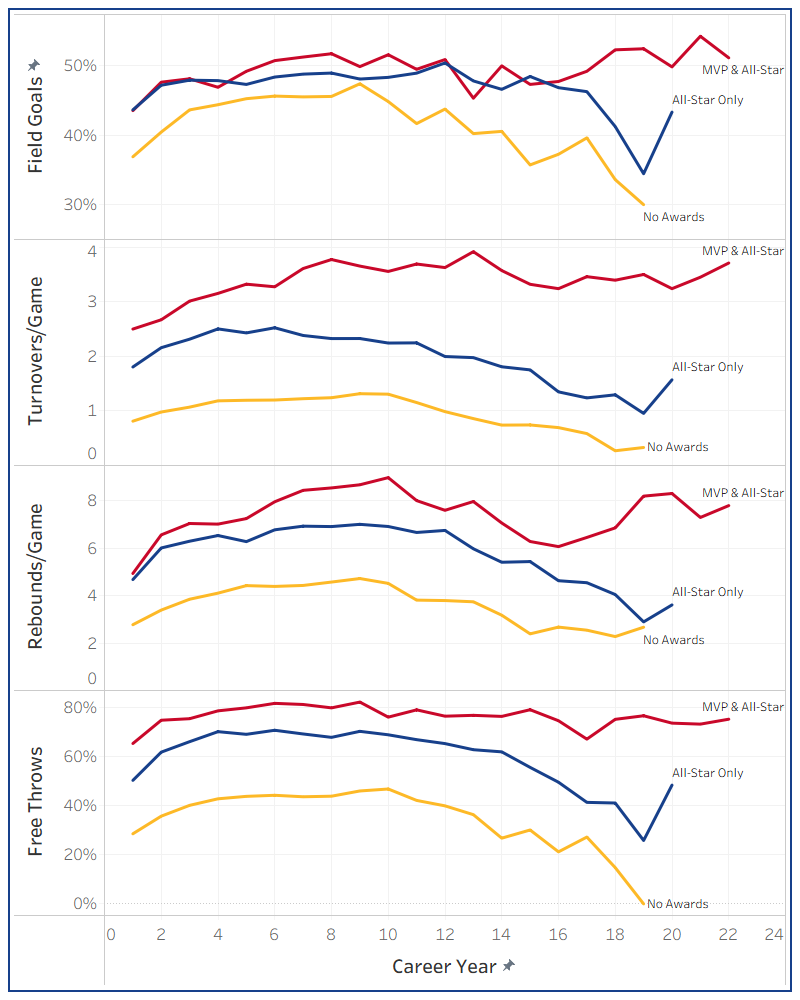 Field Goals
50%
40%
30%
MVP & All-Star
All-Star Only
No Awards
Turnovers/Game
4
3
2
1
0
MVP & All-Star
All-Star Only
No Awards
Rebounds/Game
8
6
4
2
0
MVP & All-Star
All-Star Only
No Awards
Free Throws
80%
60%
40%
20%
0%
MVP & All-Star
All-Star Only
No Awards
0 2 4 6 8 10 12 14 16 18 20 22 24
Career Year